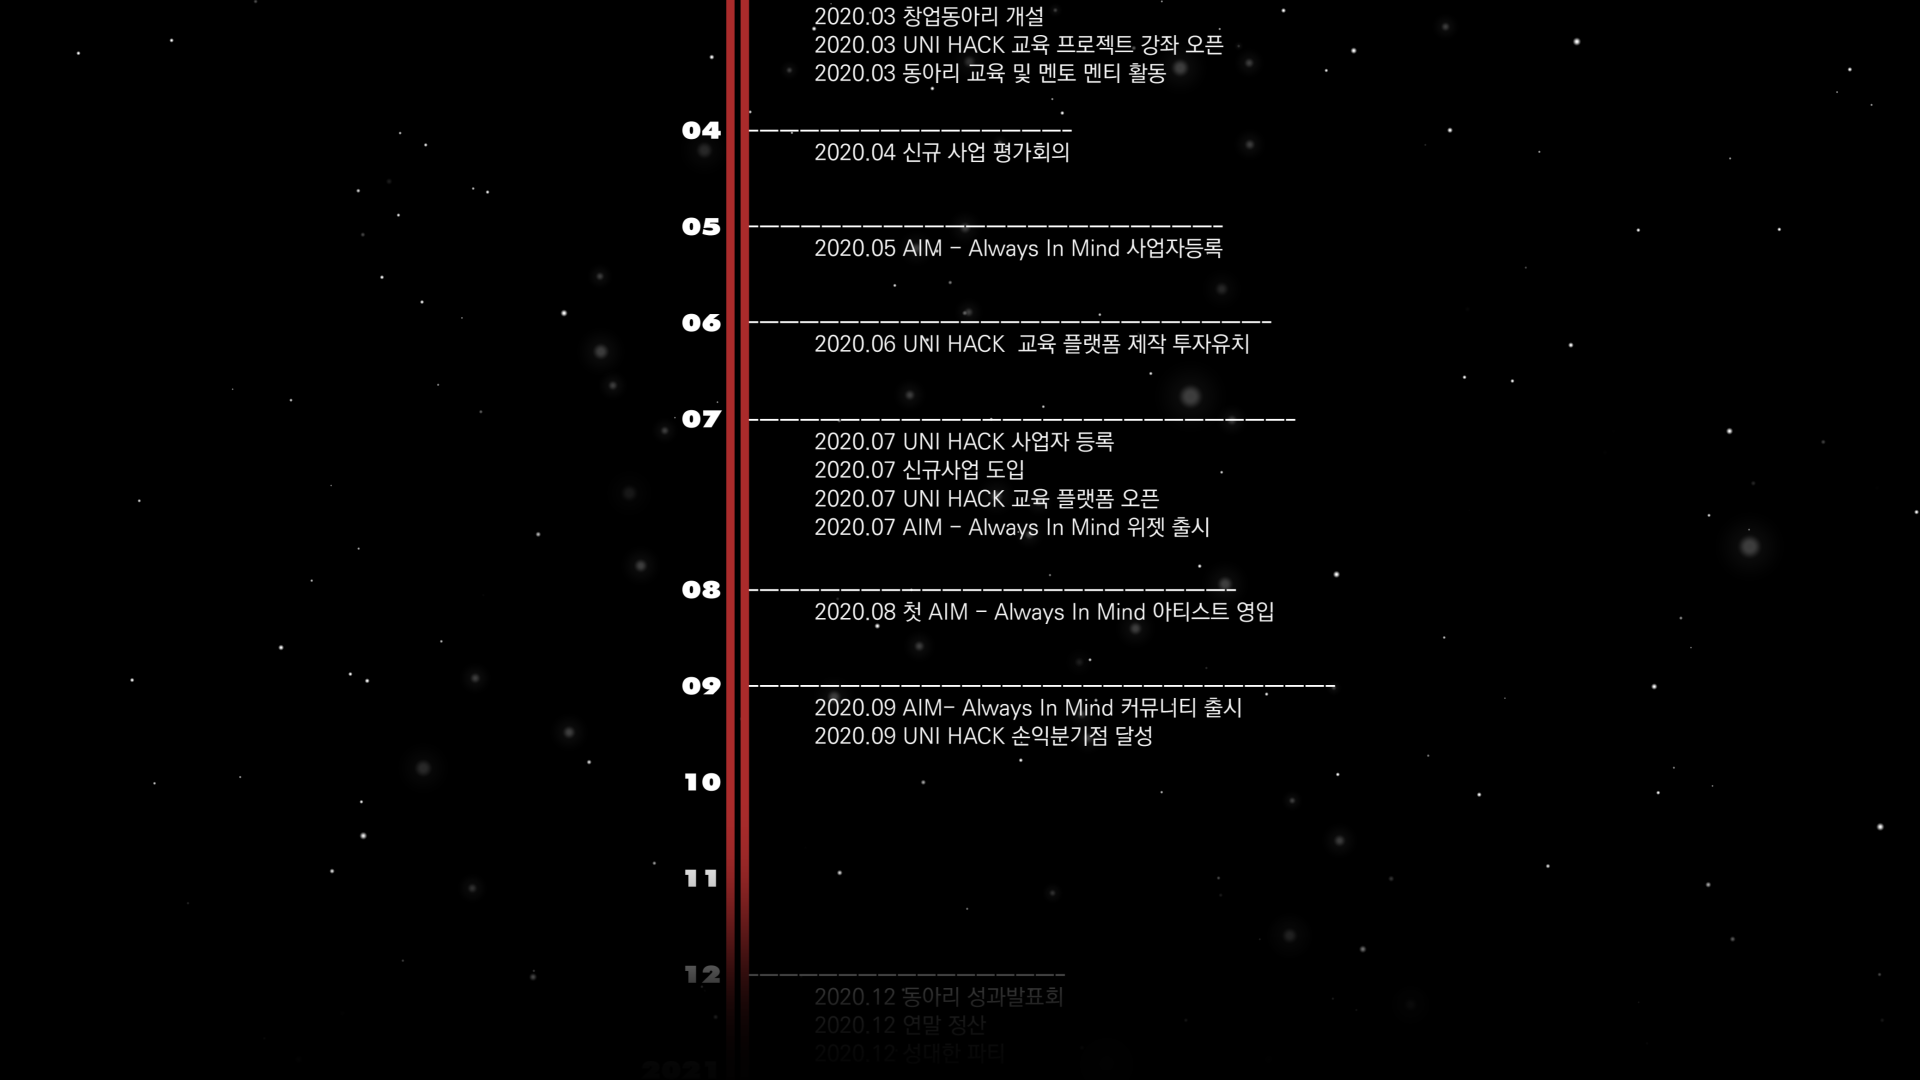 2020.03 창업동아리 개설
2020.03 UNI HACK 교육 프로젝트 강좌 오픈
2020.03 동아리 교육 및 멘토 멘티 활동
04
2020.04 신규 사업 평가회의
05
2020.05 AIM - Always In Mind 사업자등록
06
2020.06 UNI HACK  교육 플랫폼 제작 투자유치
07
2020.07 UNI HACK 사업자 등록
2020.07 신규사업 도입
2020.07 UNI HACK 교육 플랫폼 오픈
2020.07 AIM - Always In Mind 위젯 출시
08
2020.08 첫 AIM - Always In Mind 아티스트 영입
09
2020.09 AIM- Always In Mind 커뮤니티 출시
2020.09 UNI HACK 손익분기점 달성
10
11
12
2020.12 동아리 성과발표회
2020.12 연말 정산
2020.12 성대한 파티
2021